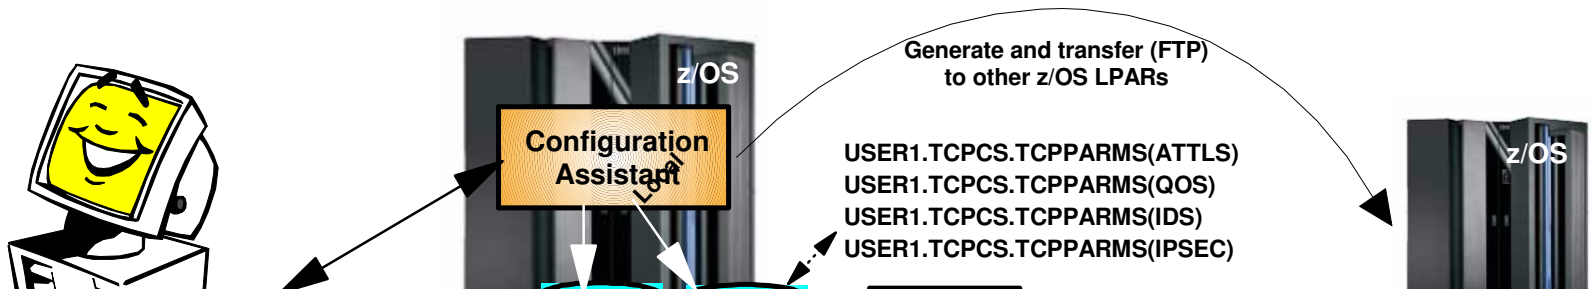 Generate and transfer (FTP)
to other z/OS LPARs
z/OS
Configuration
Assistant
Local
USER1.TCPCS.TCPPARMS(ATTLS)
USER1.TCPCS.TCPPARMS(QOS)
USER1.TCPCS.TCPPARMS(IDS)
USER1.TCPCS.TCPPARMS(IPSEC)
z/OS